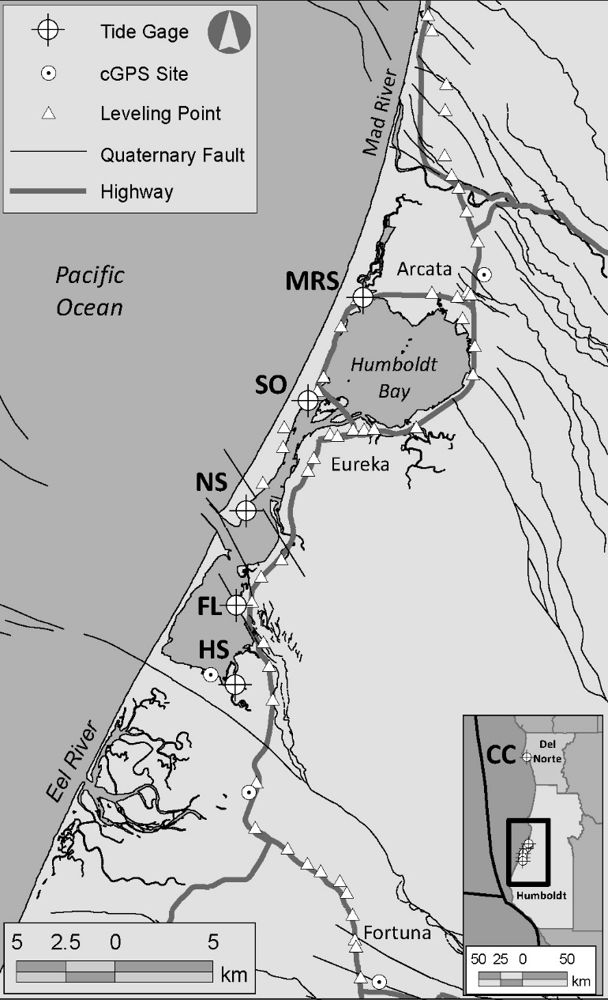 Tide Gage
cGPS Site
Leveling Point
Quaternary Fault
Highway
Mad River
Pacific
Ocean
MRS
Arcata
SO
Humboldt
Bay
Eureka
NS
FL
HS
Eel River
Fortuna
5 2.5 0 5
km
CC
Del
Norte
Humboldt
50 25 0 50
km